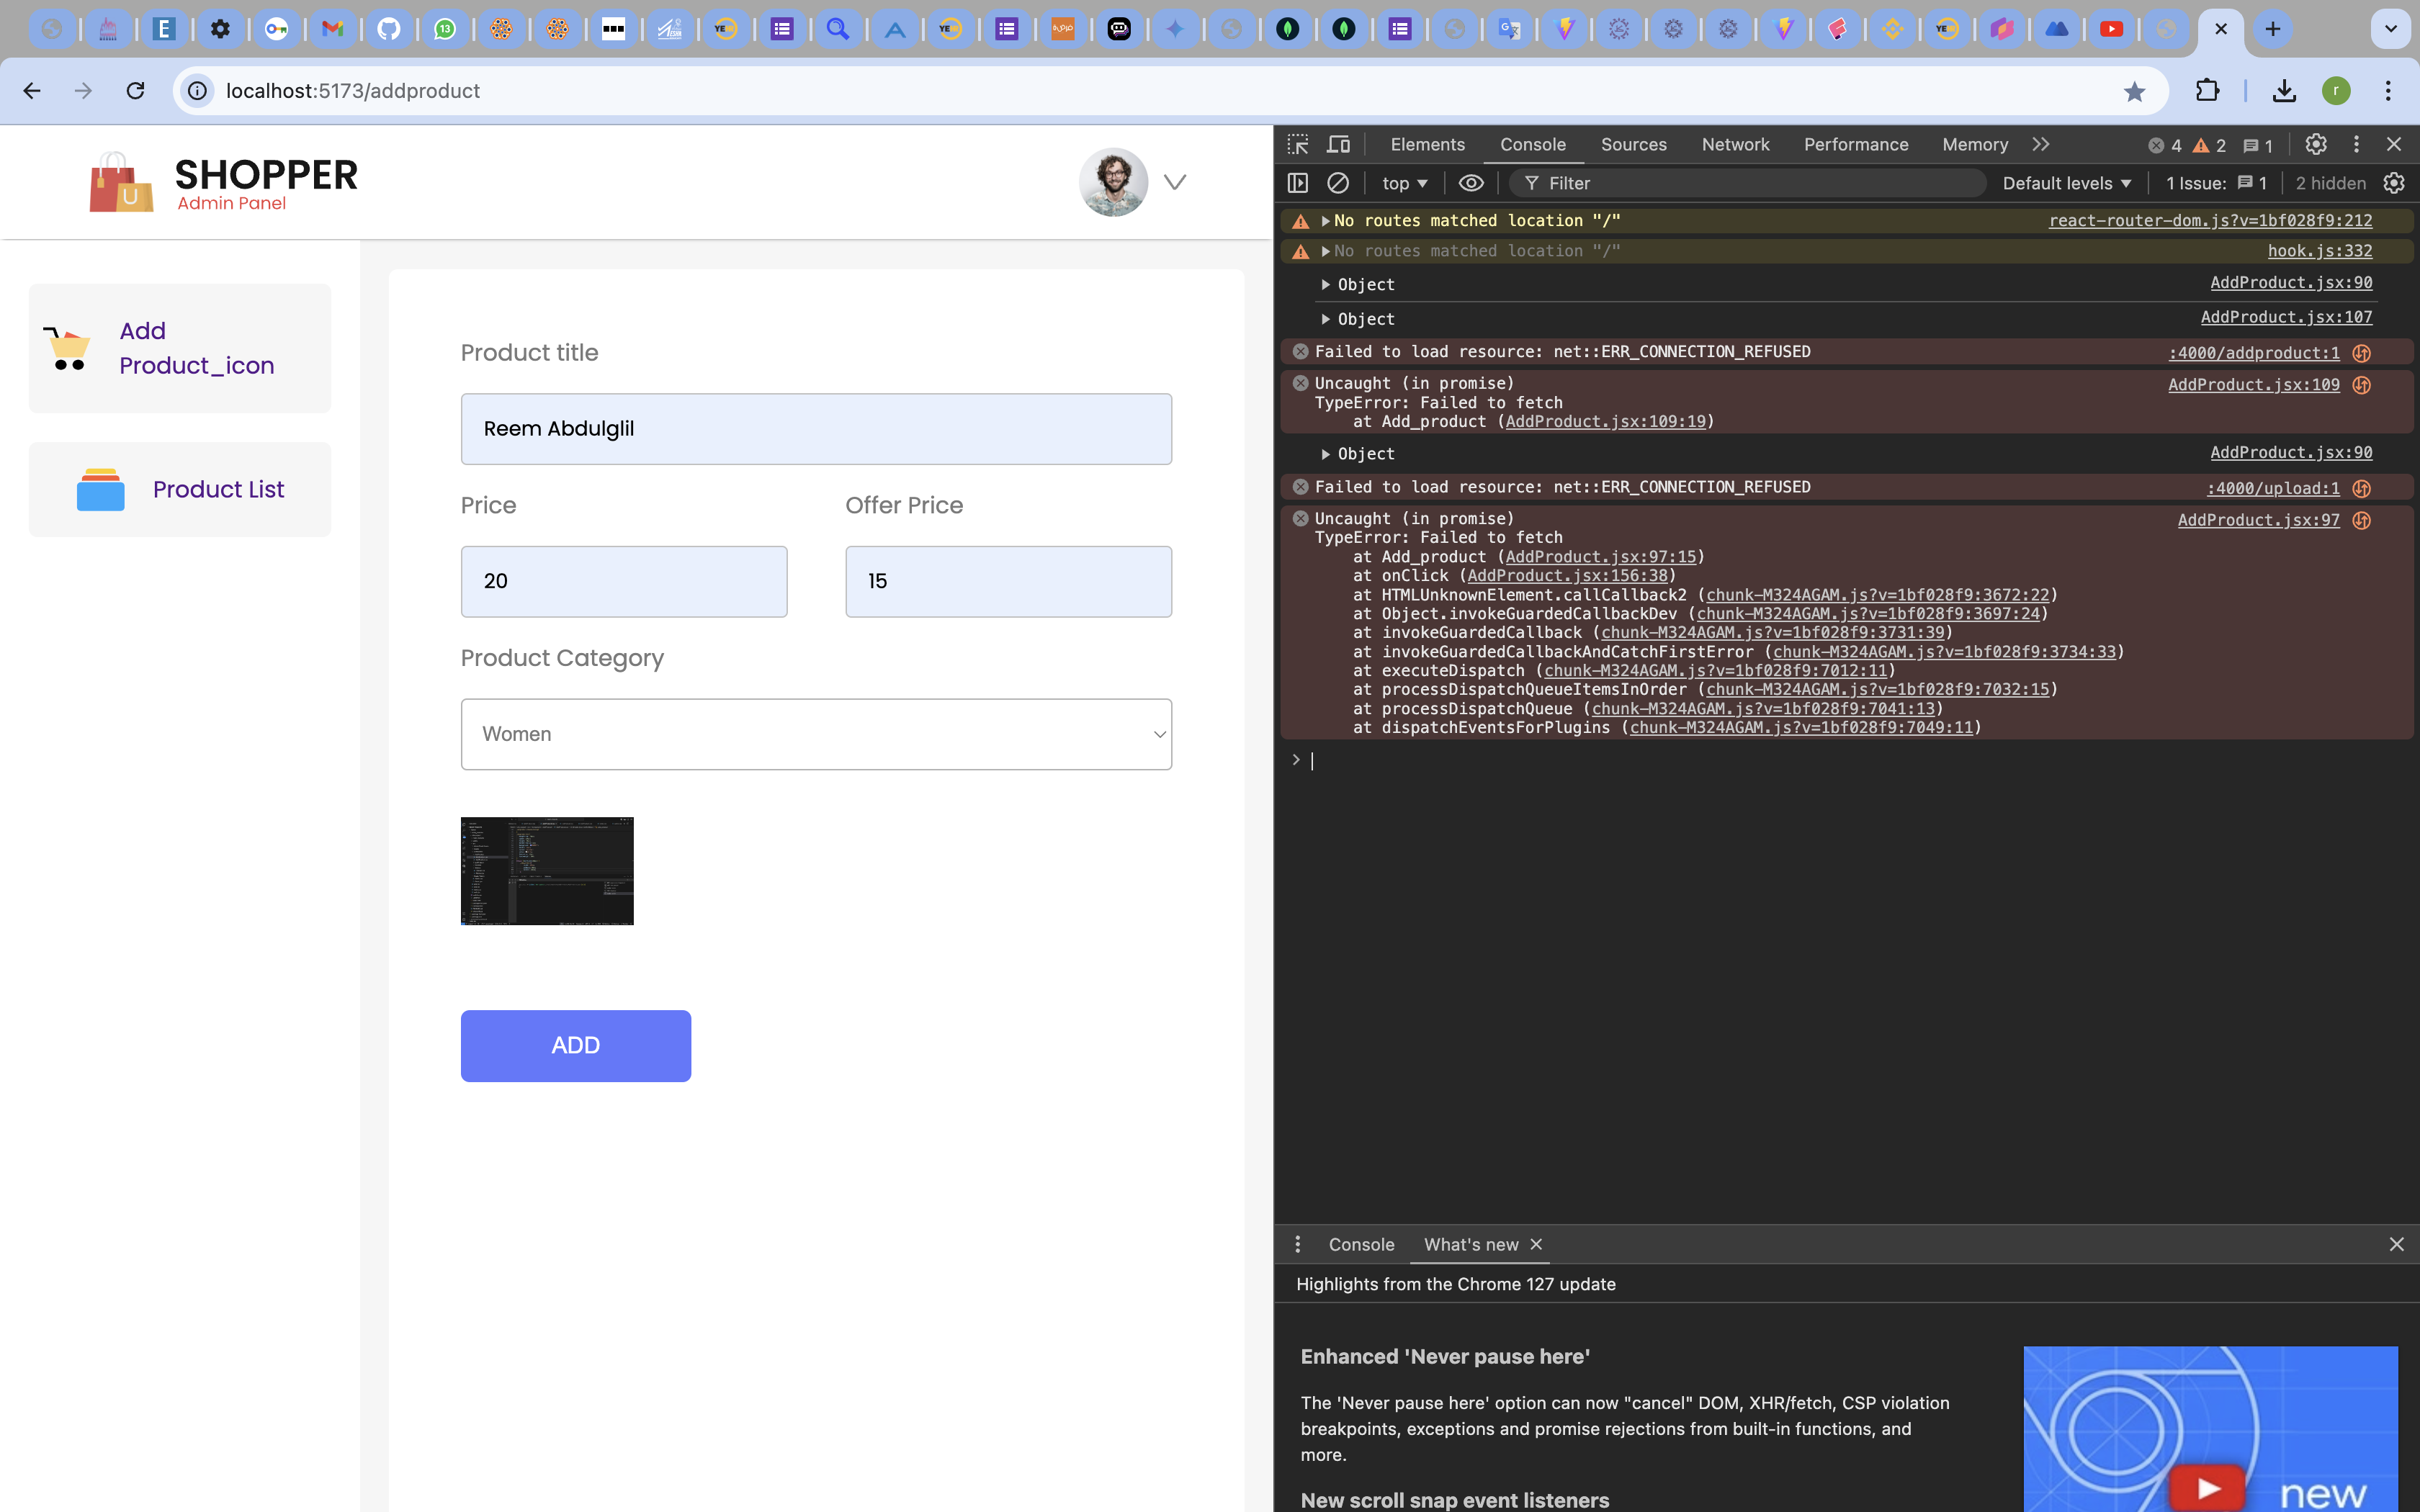 localhost:5173/addproduct
SHOPPER
Admin Panel
Add
Product_icon
Product List
Product title
Reem Abdulglil
Price
Offer Price
20
15
Product Category
Women
ADD
Elements
Console
Sources
Network
Performance
Memory
4
2
1
top
Filter
Default levels
1 Issue: 1
2 hidden
No routes matched location "/" react-router-dom.js?v=1bf028f9:212
No routes matched location "/" hook.js:332
Object AddProduct.jsx:90
Object AddProduct.jsx:107
Failed to load resource: net::ERR_CONNECTION_REFUSED :4000/addproduct:1
Uncaught (in promise) AddProduct.jsx:109
TypeError: Failed to fetch
at Add_product (AddProduct.jsx:109:19)
Object AddProduct.jsx:90
Failed to load resource: net::ERR_CONNECTION_REFUSED :4000/upload:1
Uncaught (in promise) AddProduct.jsx:97
TypeError: Failed to fetch
at Add_product (AddProduct.jsx:97:15)
at onClick (AddProduct.jsx:156:38)
at HTMLUnknownElement.callCallback2 (chunk-M324AGAM.js?v=1bf028f9:3672:22)
at Object.invokeGuardedCallbackDev (chunk-M324AGAM.js?v=1bf028f9:3697:24)
at invokeGuardedCallback (chunk-M324AGAM.js?v=1bf028f9:3731:39)
at invokeGuardedCallbackAndCatchFirstError (chunk-M324AGAM.js?v=1bf028f9:3734:33)
at executeDispatch (chunk-M324AGAM.js?v=1bf028f9:7012:11)
at processDispatchQueueItemsInOrder (chunk-M324AGAM.js?v=1bf028f9:7032:15)
at processDispatchQueue (chunk-M324AGAM.js?v=1bf028f9:7041:13)
at dispatchEventsForPlugins (chunk-M324AGAM.js?v=1bf028f9:7049:11)
Console
What's new
Highlights from the Chrome 127 update
Enhanced 'Never pause here'
The 'Never pause here' option can now "cancel" DOM, XHR/fetch, CSP violation
breakpoints, exceptions and promise rejections from built-in functions, and
more.
New scroll snap event listeners
new